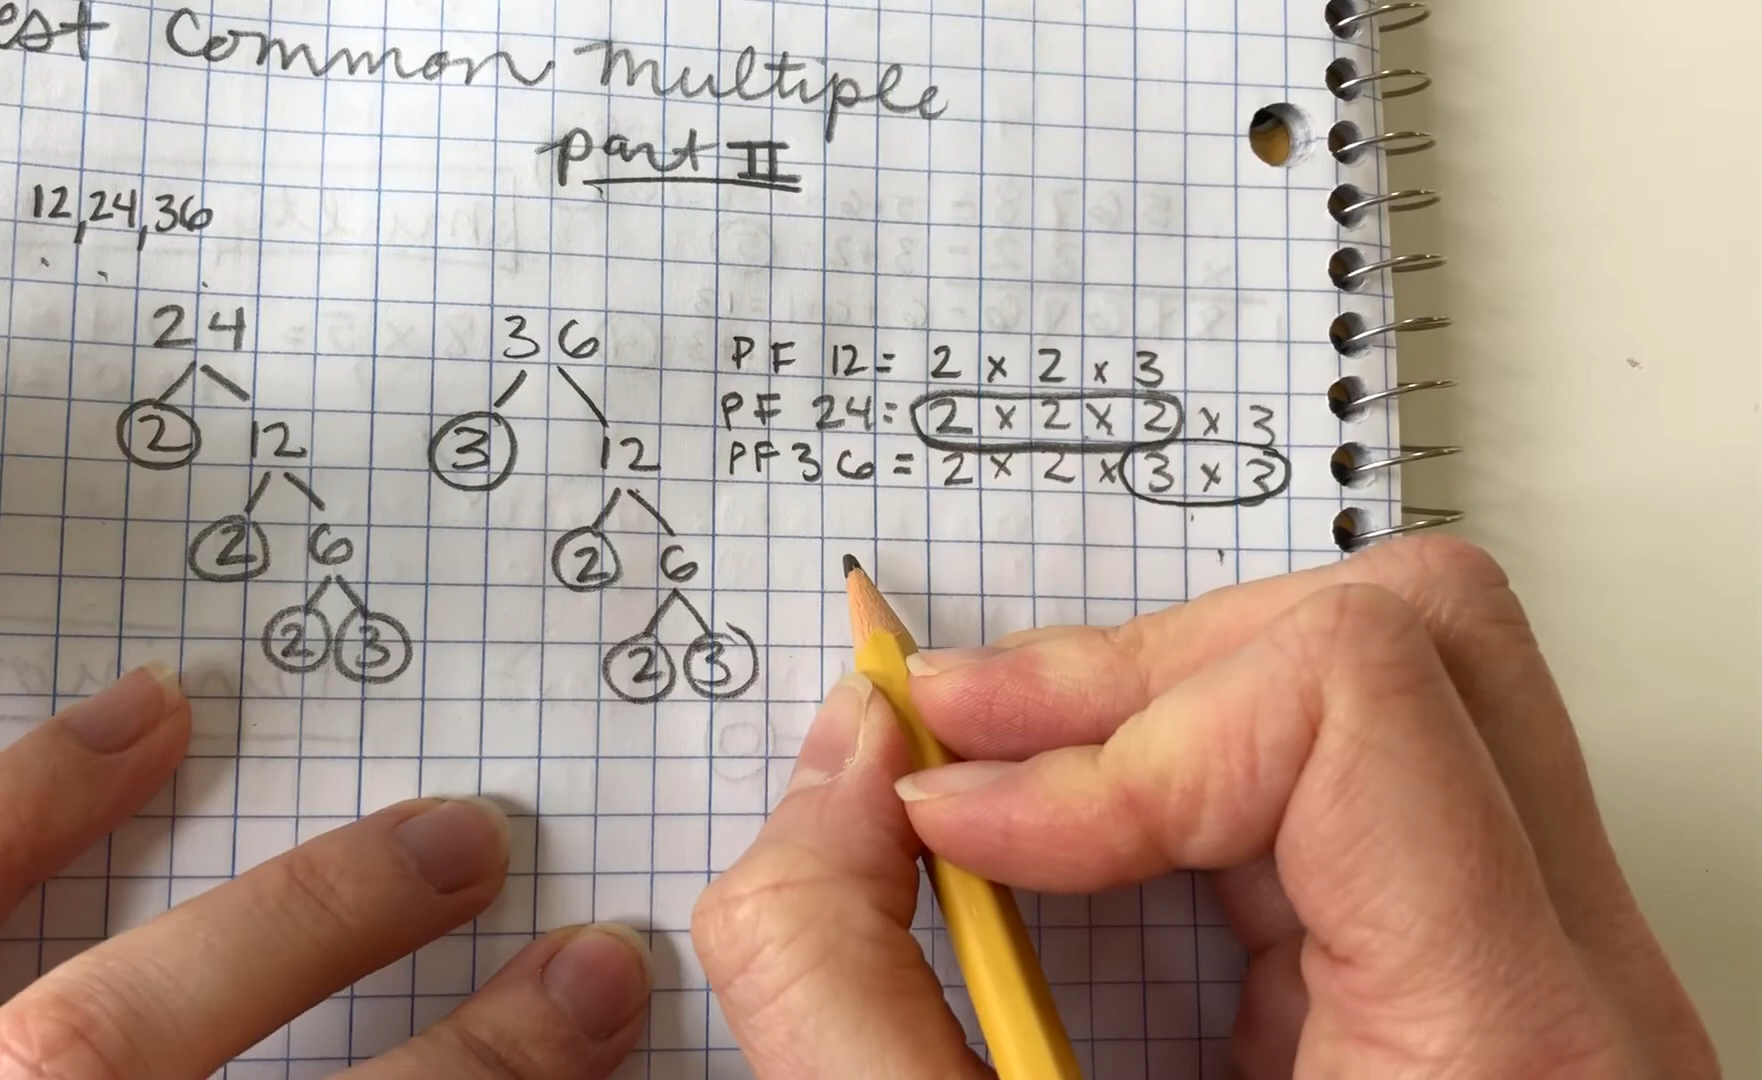 est Common Multiple
part II
12,24,36
24
36
PF 12= 2 x 2 x 3
PF 24= 2 x 2 x 2 x 3
2 12
3 12
PF 36 = 2 x 2 x 3 x 3
2 6
2 6
2 3
2 3